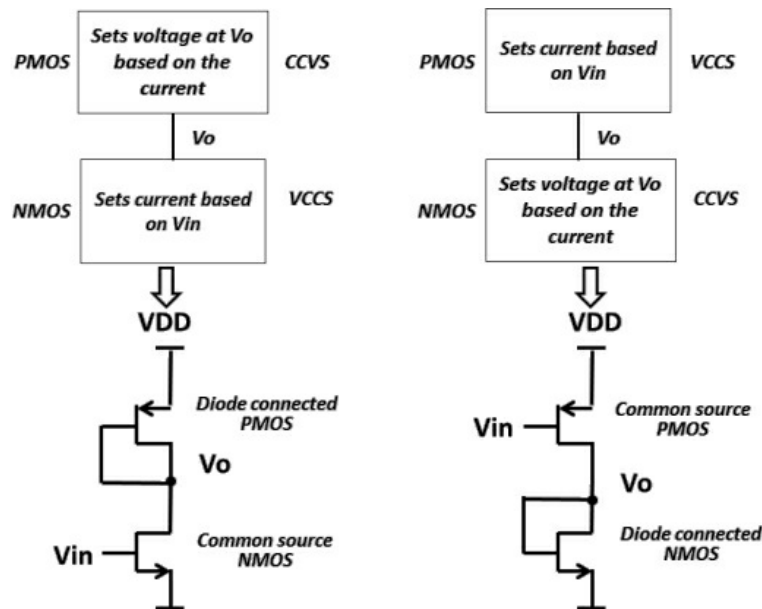 PMOS
Sets voltage at Vo
based on the
current
CCVS
Vo
NMOS
Sets current based
on Vin
VCCS
VDD
Diode connected
PMOS
Vo
Vin
Common source
NMOS
PMOS
Sets current based
on Vin
VCCS
Vo
NMOS
Sets voltage at Vo
based on the
current
CCVS
VDD
Vin
Common source
PMOS
Vo
Diode connected
NMOS